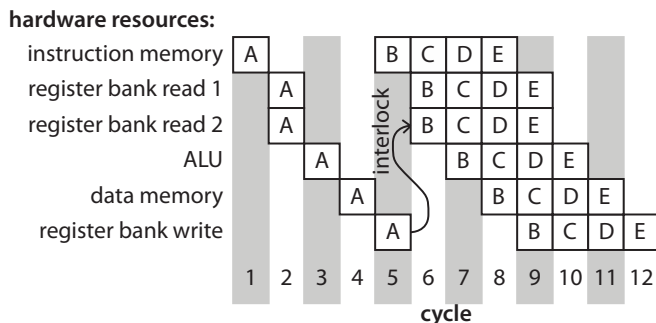 hardware resources:
instruction memory A B C D E
register bank read 1 A B C D E
register bank read 2 A B C D E
interlock
ALU A B C D E
data memory A B C D E
register bank write A B C D E
1 2 3 4 5 6 7 8 9 10 11 12
cycle